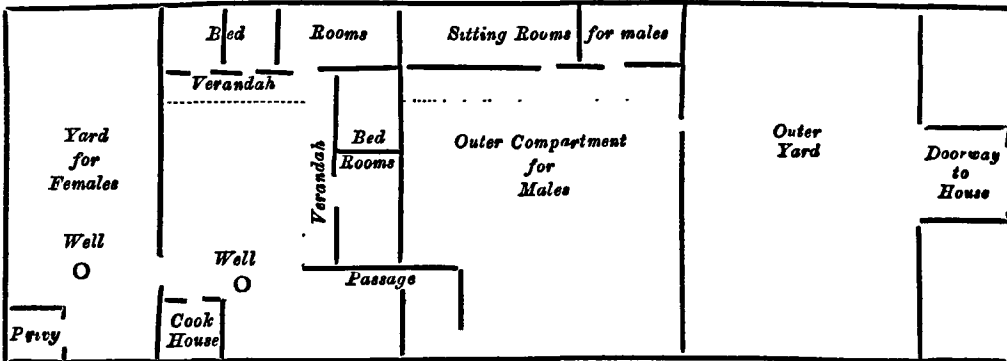 Bed Rooms
Sitting Rooms for males
Verandah
Yard
for
Females
Bed
Rooms
Verandah
Outer Compartment
for
Males
Outer
Yard
Doorway
to
House
Well
Well
Passage
Privy
Cook
House